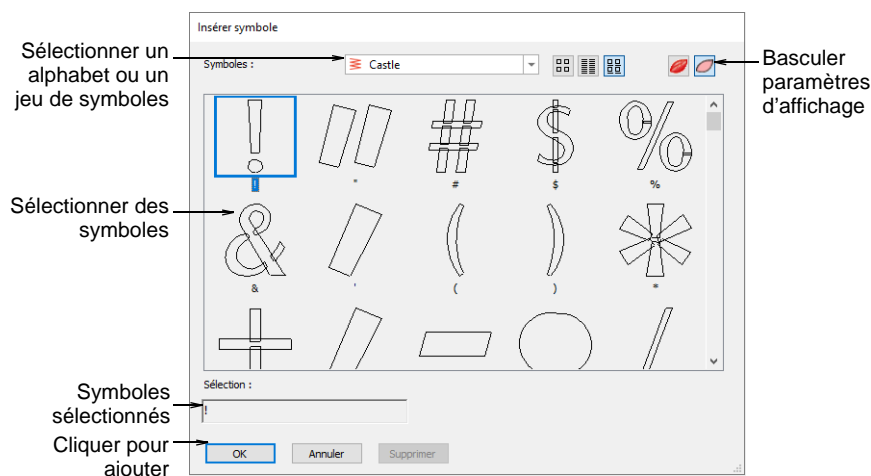 Insérer symbole
Sélectionner un
alphabet ou un
jeu de symboles
Symboles :
Castle
Basculer
paramètres
d'affichage
! " # $ %
! " # $ %
Sélectionner des
symboles
& ' ( ) *
& ' ( ) *
+ / - O /
Sélection :
Symboles
sélectionnés
!
Cliquer pour
ajouter
OK Annuler Supprimer